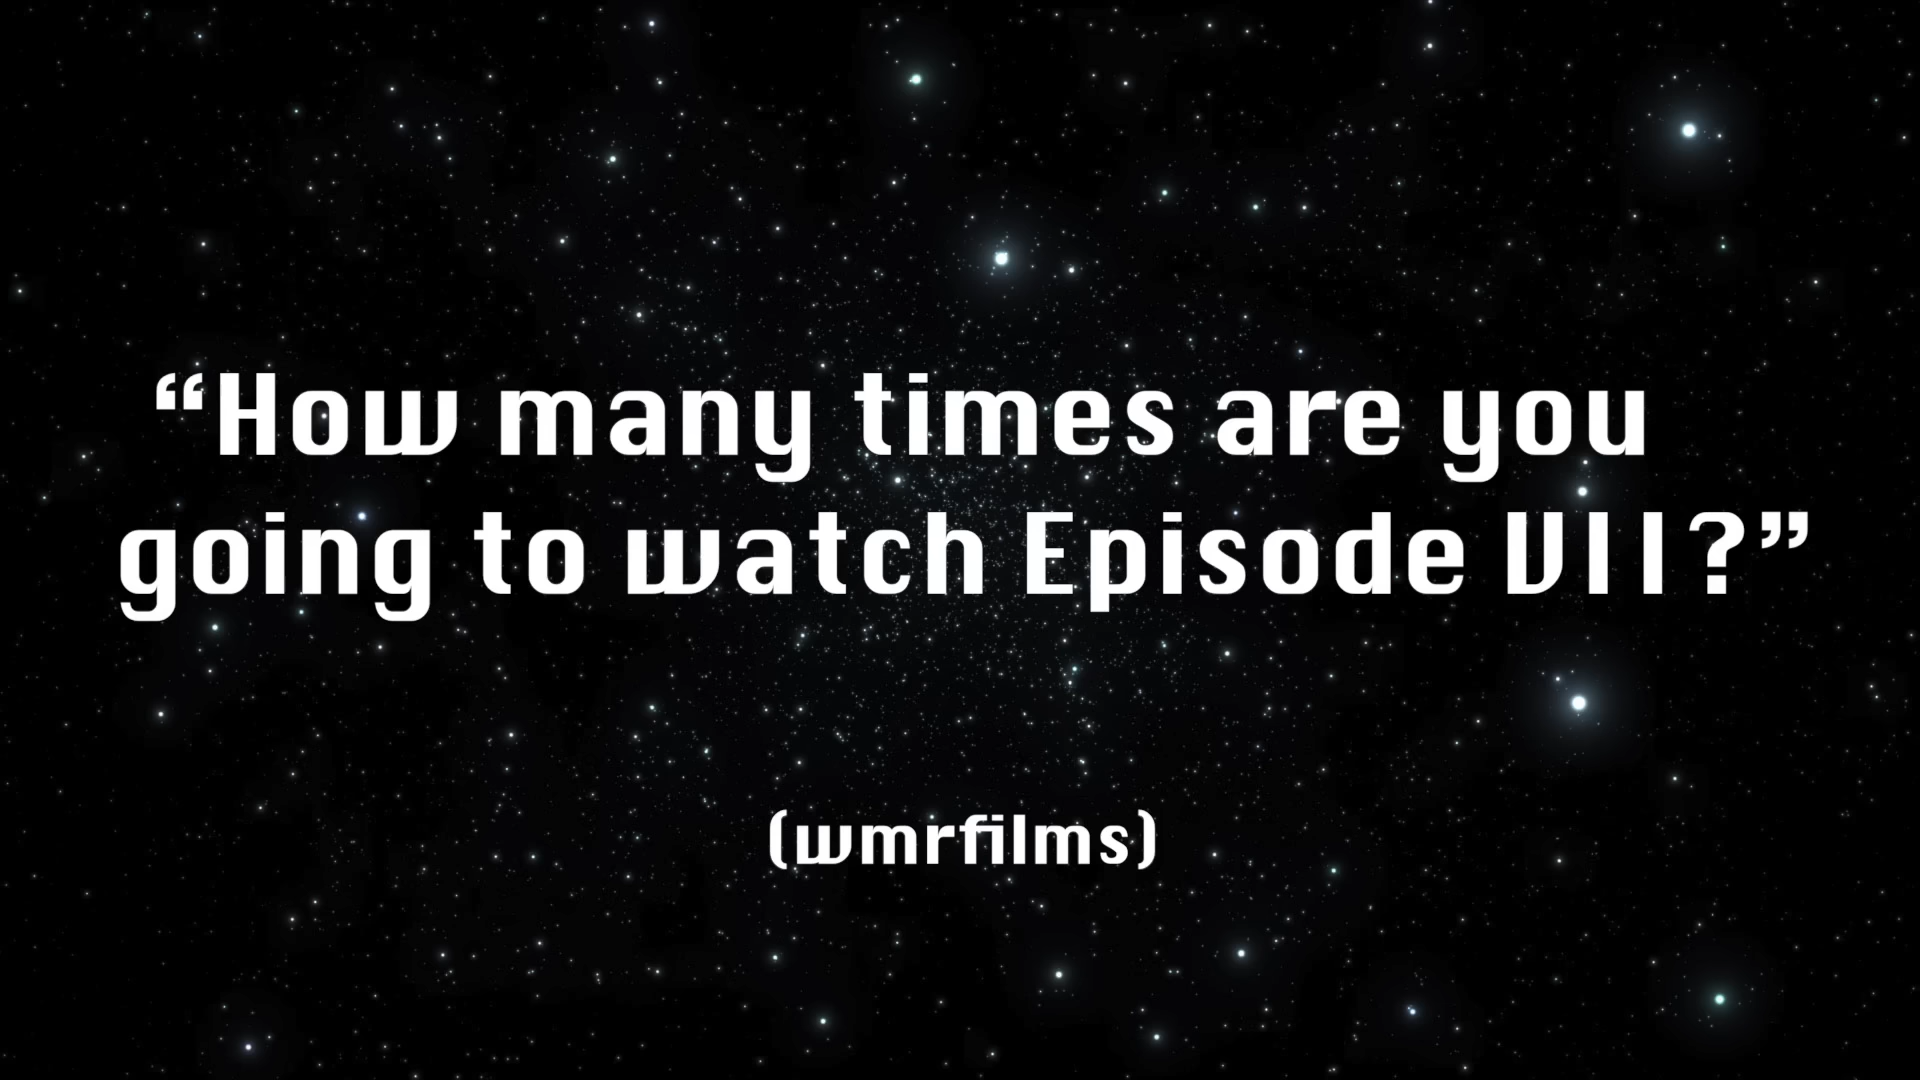 “How many times are you
going to watch Episode VII?”
(wmrfilms)